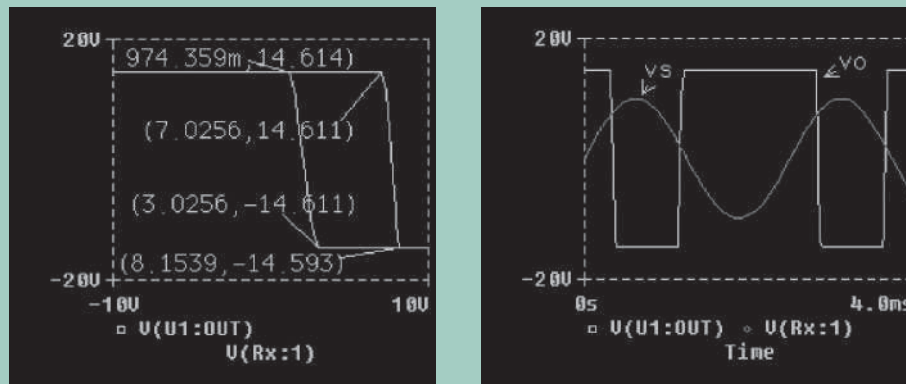 20V
974.359m,14.614)
(7.0256,14.611)
(3.0256,-14.611)
(8.1539,-14.593)
-20V
-10V 10V
V(U1:OUT)
V(Rx:1)
20V
VS
VO
-20V
0s 4.0ms
V(U1:OUT) V(Rx:1)
Time